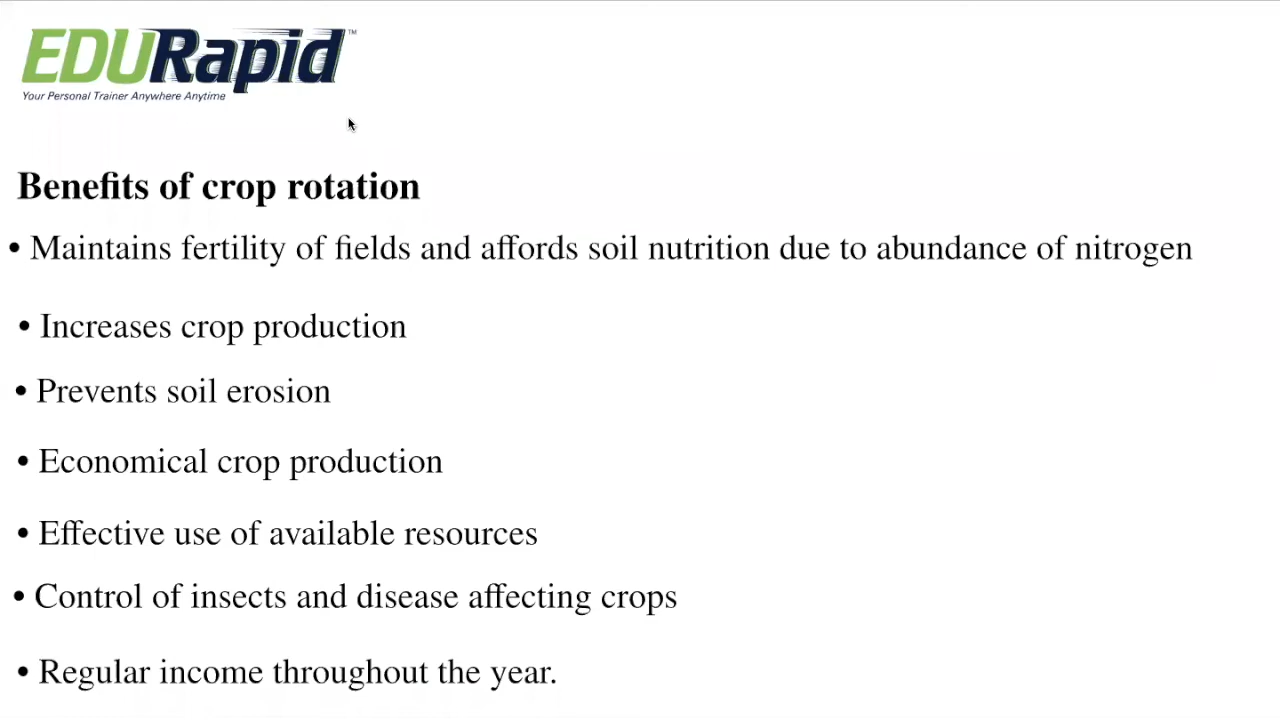 EDURapid™
Your Personal Trainer Anywhere Anytime
Benefits of crop rotation
• Maintains fertility of fields and affords soil nutrition due to abundance of nitrogen
• Increases crop production
• Prevents soil erosion
• Economical crop production
• Effective use of available resources
• Control of insects and disease affecting crops
• Regular income throughout the year.